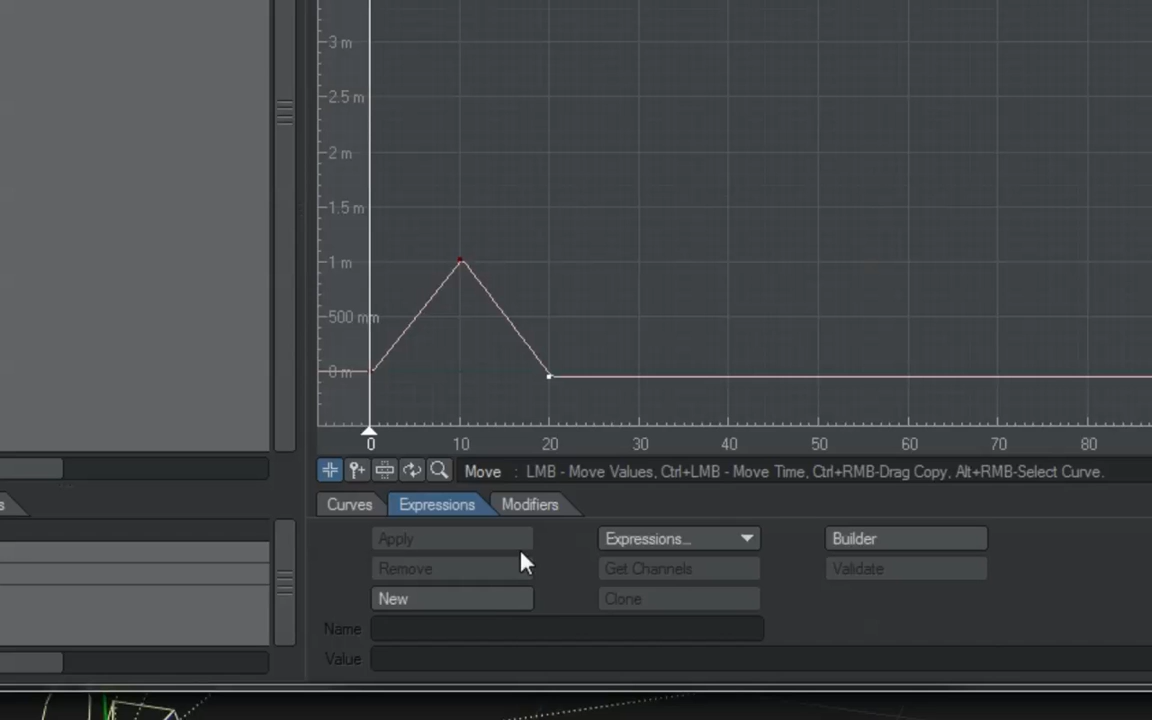 3 m
2.5 m
2 m
1.5 m
1 m
500 mm
0 m
0 10 20 30 40 50 60 70 80
Move : LMB - Move Values, Ctrl+LMB - Move Time, Ctrl+RMB-Drag Copy, Alt+RMB-Select Curve.
s Curves Expressions Modifiers
Apply Expressions... Builder
Remove Get Channels Validate
New Clone
Name
Value